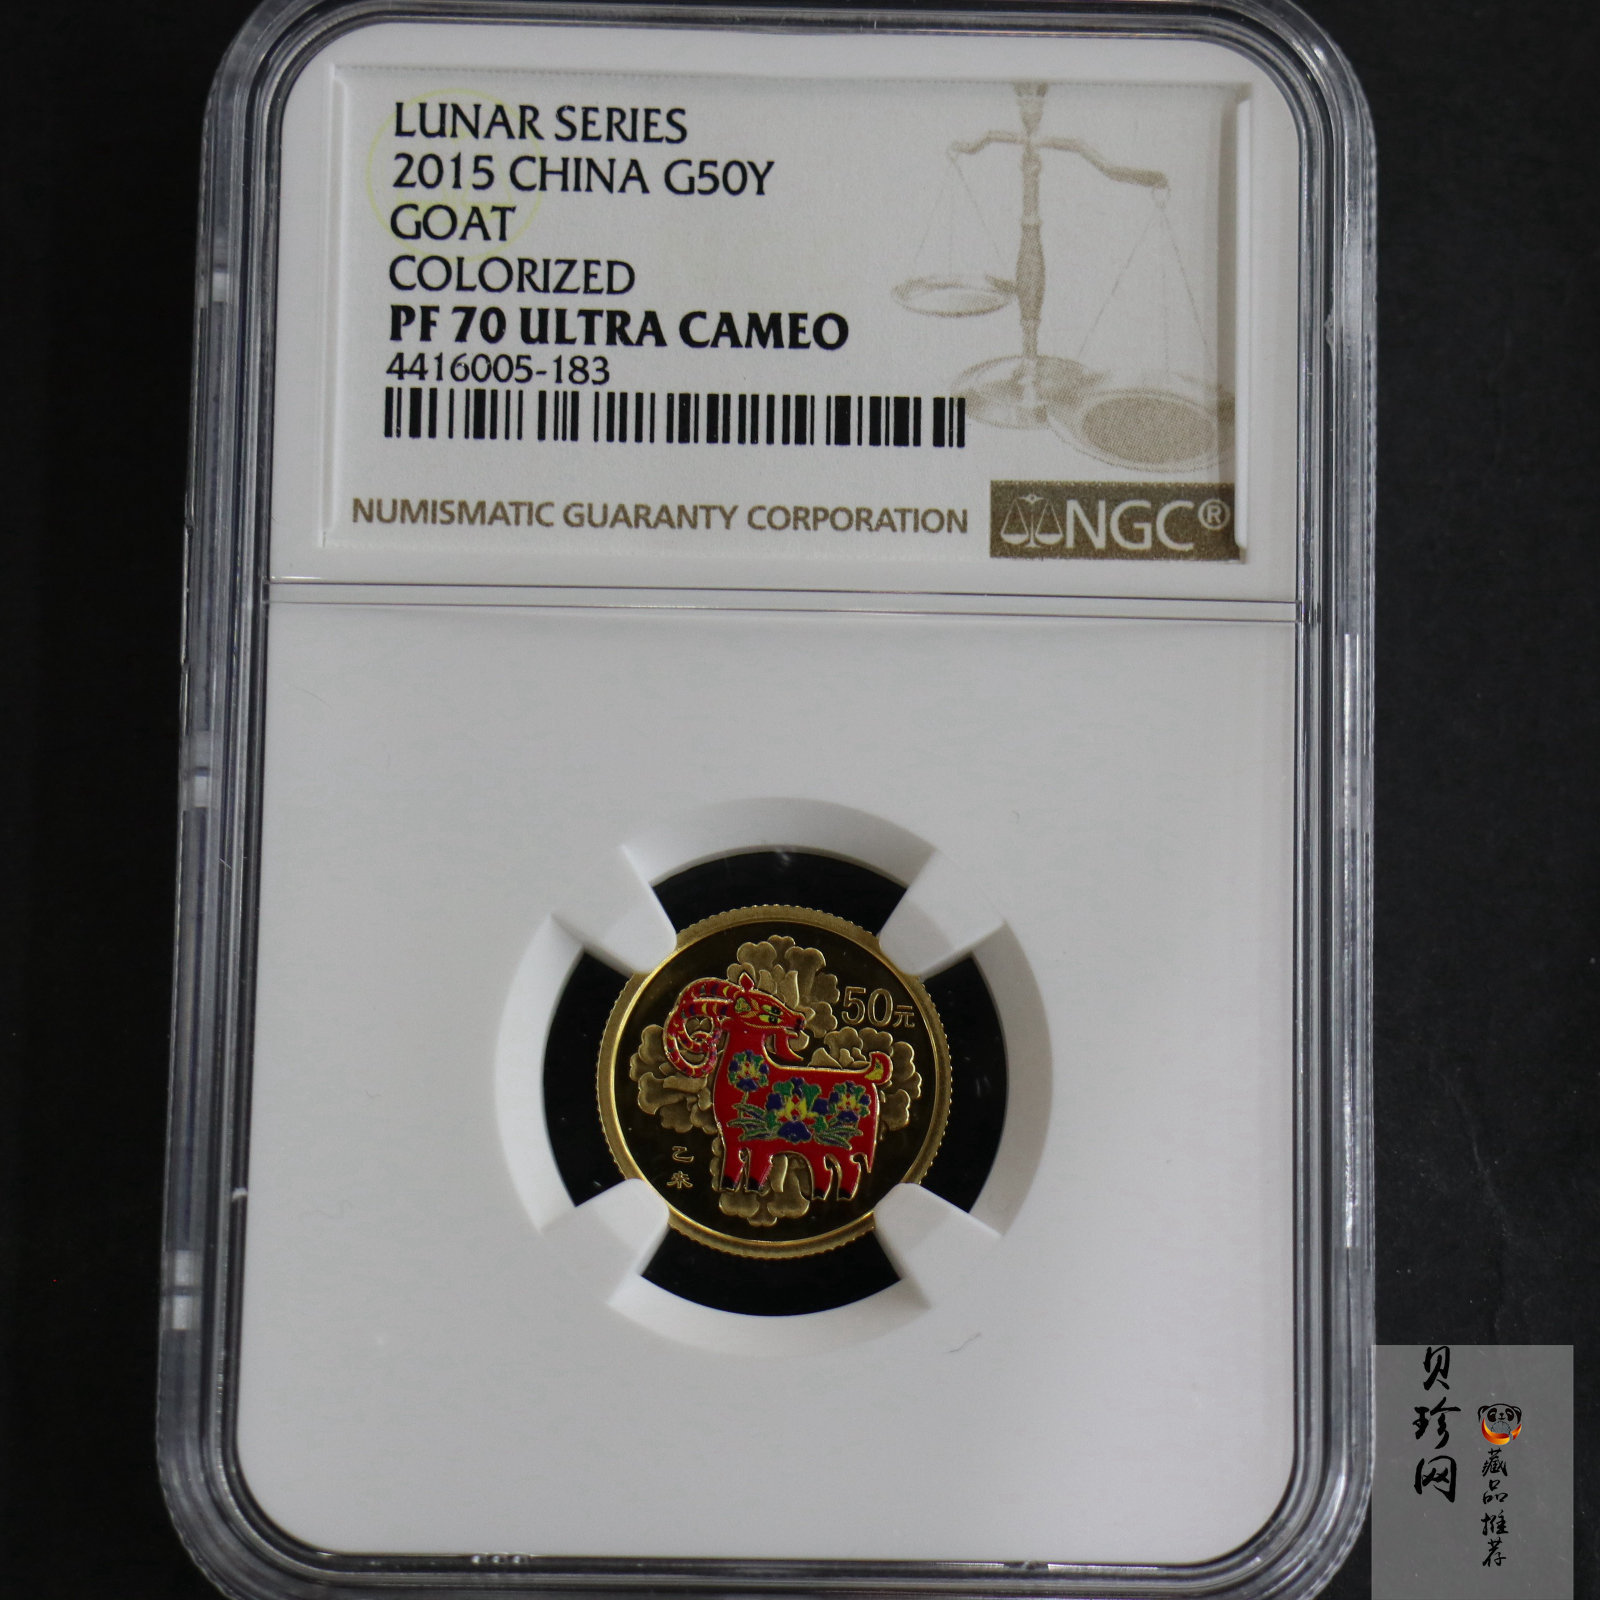 LUNAR SERIES
2015 CHINA G50Y
GOAT
COLORIZED
PF 70 ULTRA CAMEO
4416005-183
NUMISMATIC GUARANTY CORPORATION
NGC®
50元
乙
未
贝珍网
藏品推荐